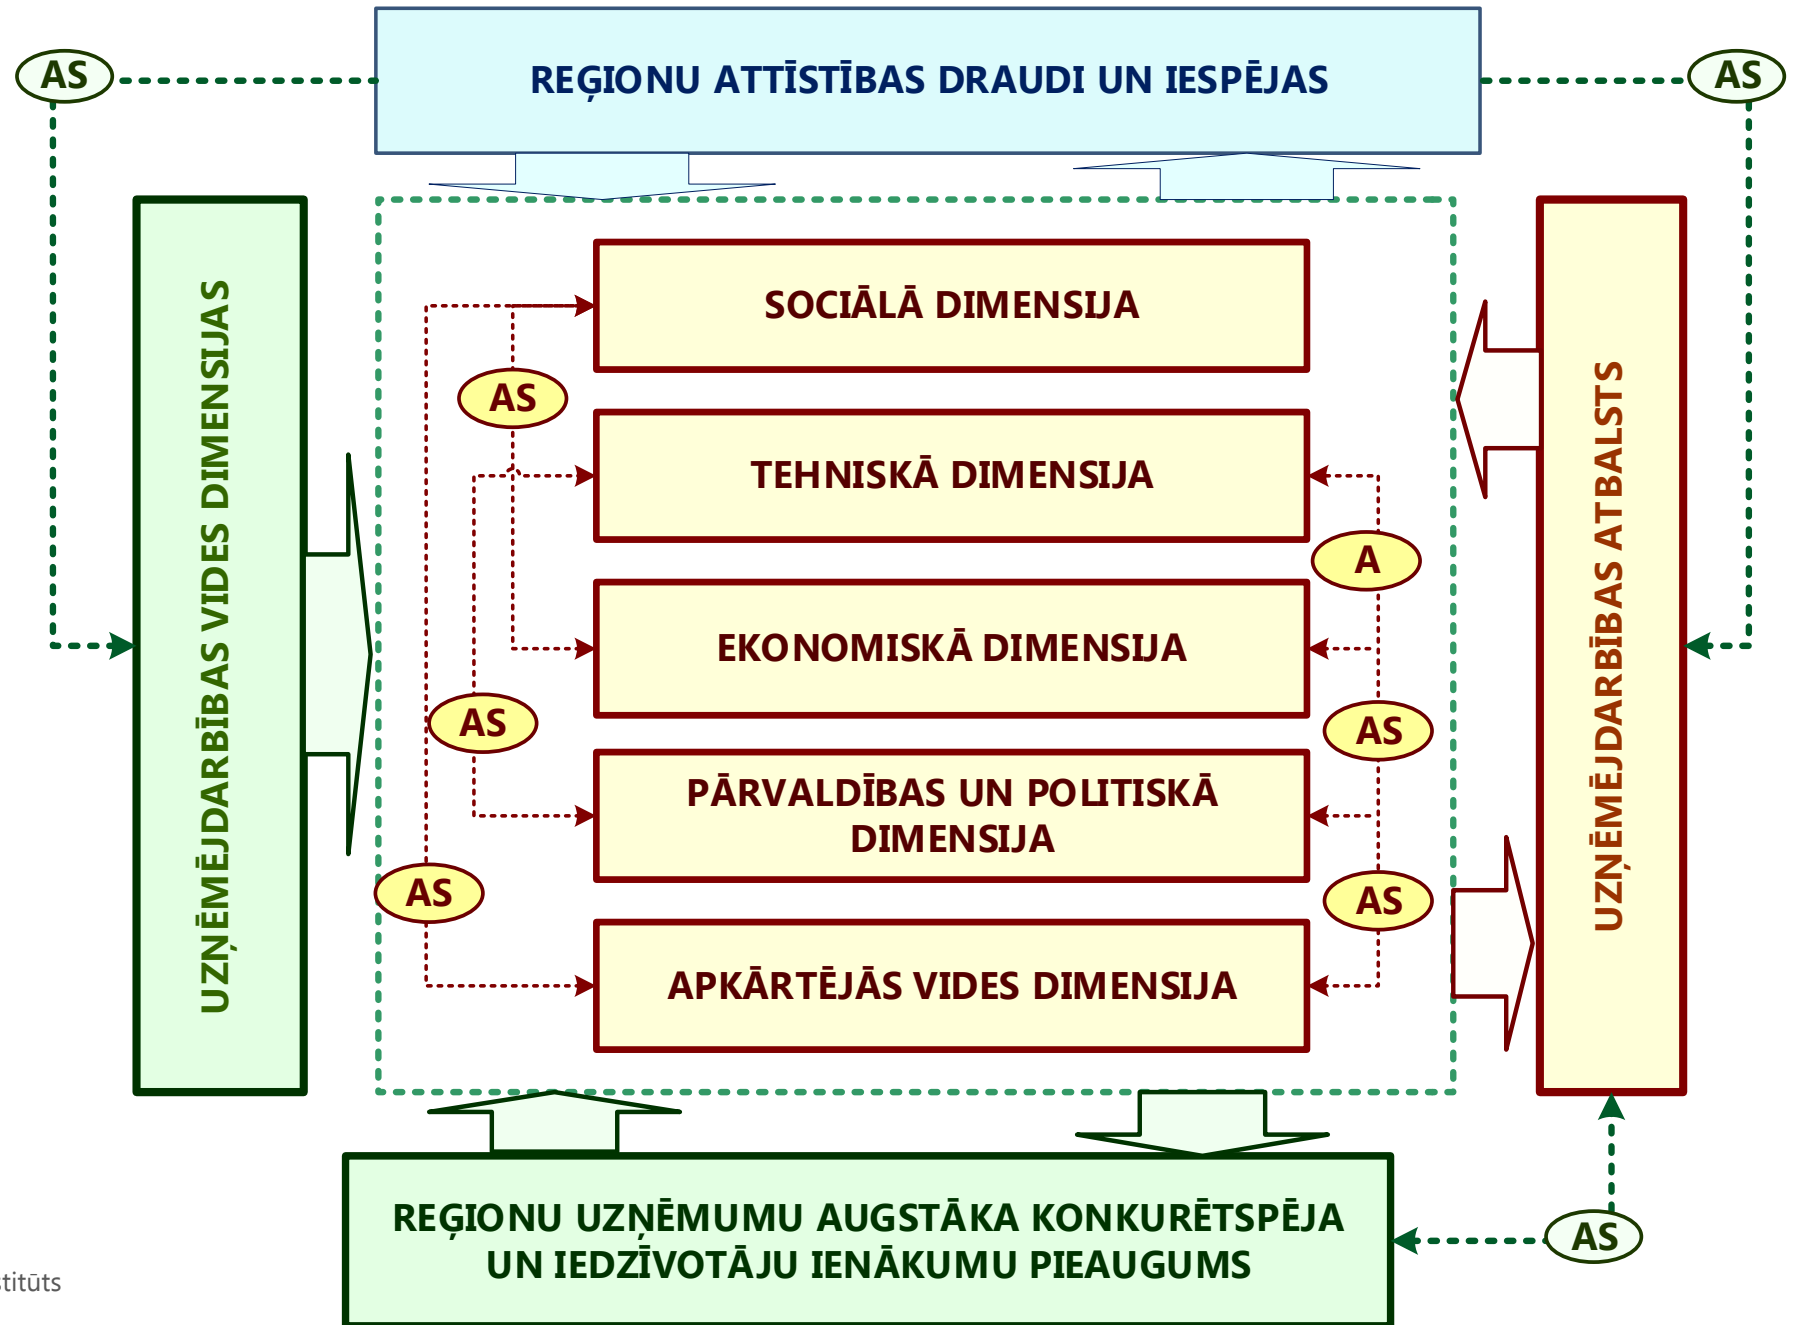 AS
REĢIONU ATTĪSTĪBAS DRAUDI UN IESPĒJAS
AS
UZŅĒMĒJDARBĪBAS VIDES DIMENSIJAS
SOCIĀLĀ DIMENSIJA
AS
TEHNISKĀ DIMENSIJA
A
EKONOMISKĀ DIMENSIJA
AS
AS
PĀRVALDĪBAS UN POLITISKĀ
DIMENSIJA
AS
AS
APKĀRTĒJĀS VIDES DIMENSIJA
UZŅĒMĒJDARBĪBAS ATBALSTS
REĢIONU UZŅĒMUMU AUGSTĀKA KONKURĒTSPĒJA
UN IEDZĪVOTĀJU IENĀKUMU PIEAUGUMS
AS
stitūts